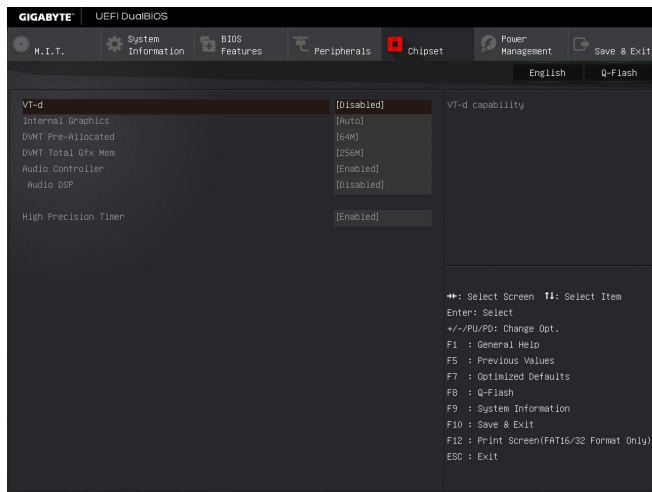 GIGABYTE™ UEFI DualBIOS
M.I.T. System Information BIOS Features Peripherals Chipset Power Management Save & Exit
English Q-Flash
VT-d [Disabled] VT-d capability
Internal Graphics [Auto]
DVMT Pre-Allocated [64M]
DVMT Total Gfx Mem [256M]
Audio Controller [Enabled]
Audio DSP [Disabled]
High Precision Timer [Enabled]
→←: Select Screen ↑↓: Select Item
Enter: Select
+/-/PU/PD: Change Opt.
F1 : General Help
F5 : Previous Values
F7 : Optimized Defaults
F8 : Q-Flash
F9 : System Information
F10 : Save & Exit
F12 : Print Screen(FAT16/32 Format Only)
ESC : Exit